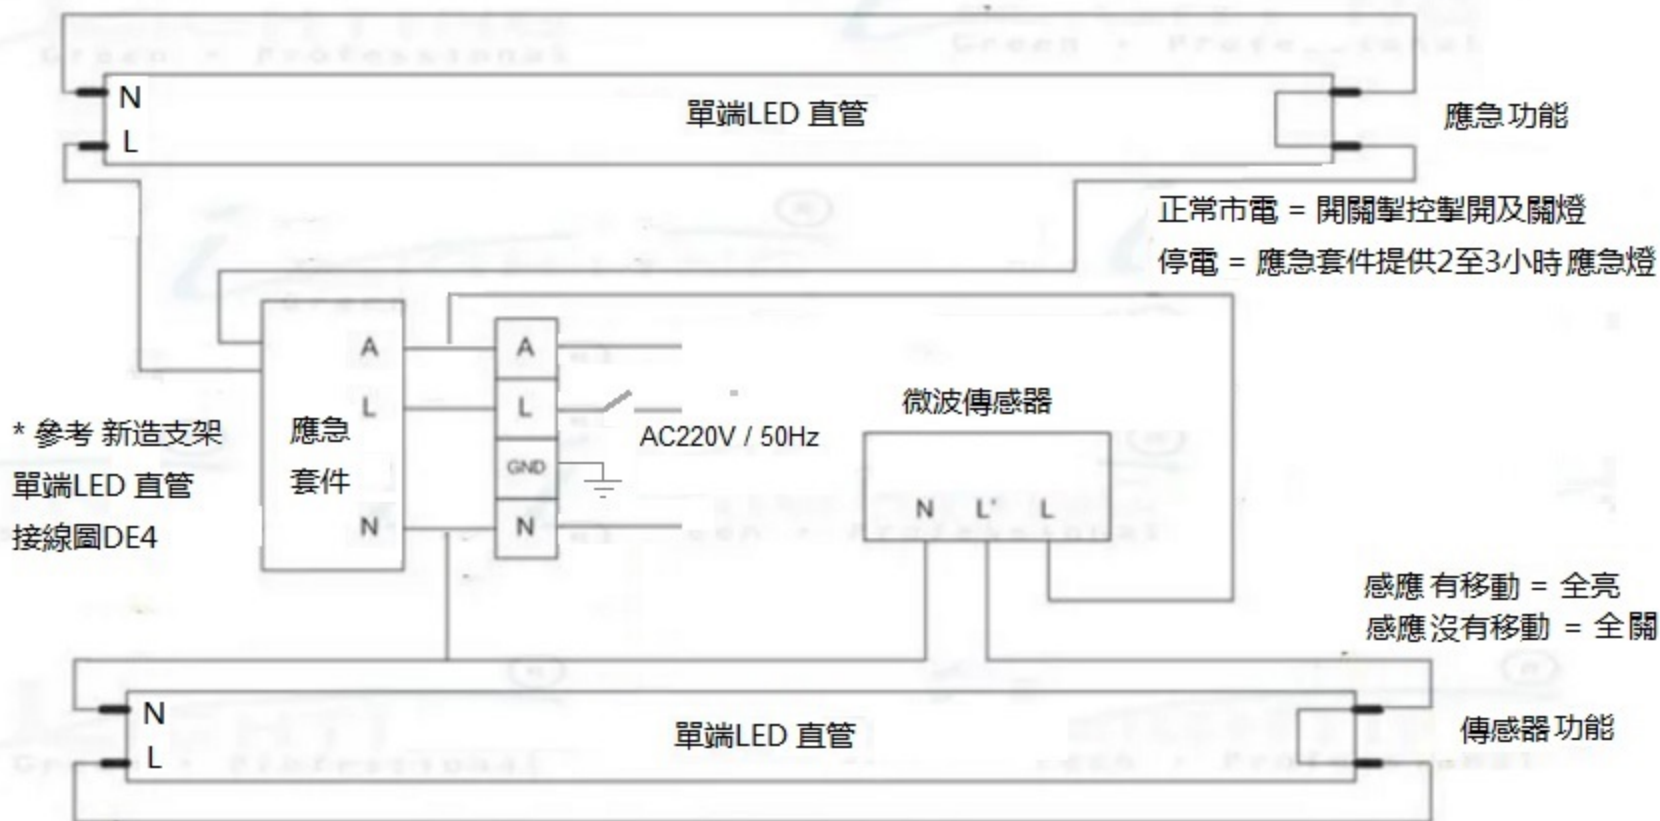 N
L
單端LED 直管
應急功能
正常市電 = 開關掣控掣開及關燈
停電 = 應急套件提供2至3小時應急燈
A
L
N
應急
套件
A
L
GND
N
AC220V / 50Hz
微波傳感器
N L' L
* 參考 新造支架
單端LED 直管
接線圖DE4
感應有移動 = 全亮
感應沒有移動 = 全關
N
L
單端LED 直管
傳感器功能
Green • Professional